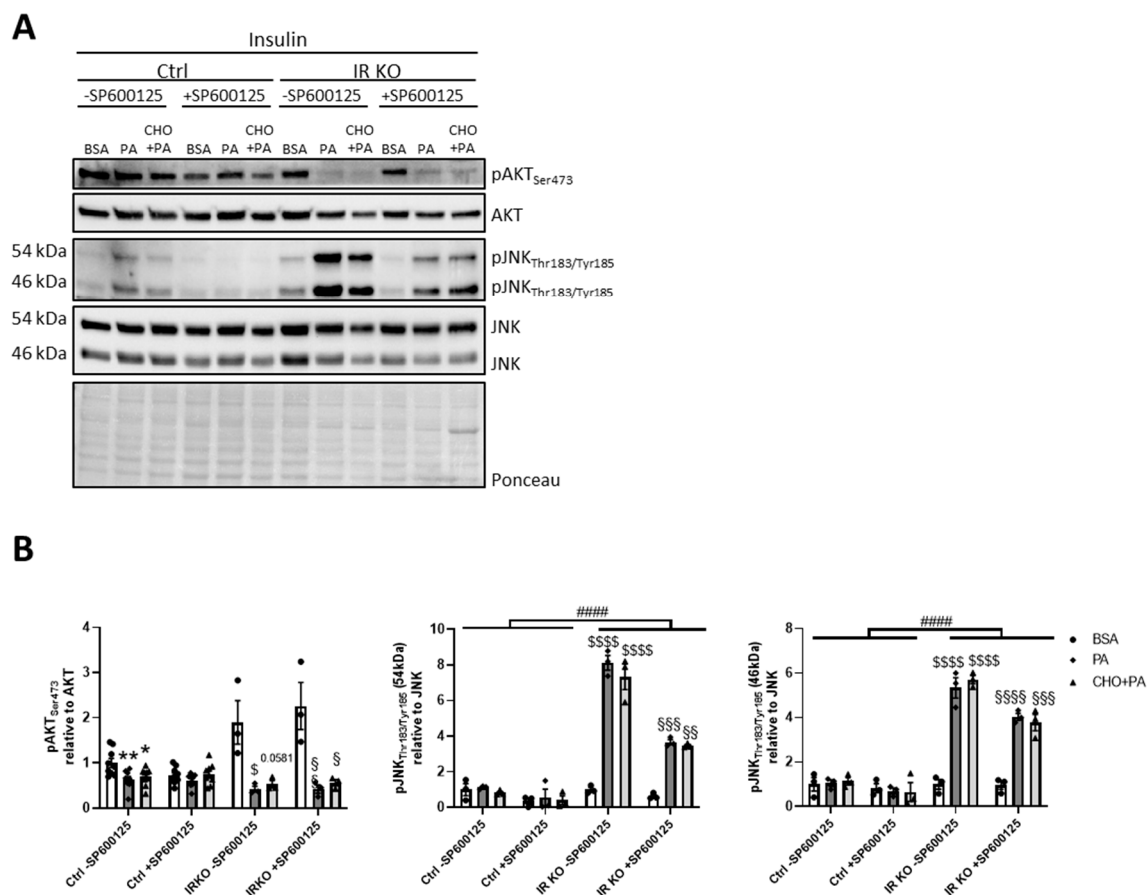 A
Insulin
Ctrl IR KO
-SP600125 +SP600125 -SP600125 +SP600125
BSA PA CHO +PA BSA PA CHO +PA BSA PA CHO +PA BSA PA CHO +PA
pAKTSer473
AKT
54 kDa pJNKThr183/Tyr185
46 kDa pJNKThr183/Tyr185
54 kDa JNK
46 kDa JNK
Ponceau
B
pAKTSer473
relative to AKT
4
3
2
1
0
** *
$ 0.0581
§
§
§
Ctrl -SP600125
Ctrl +SP600125
IRKO -SP600125
IRKO +SP600125
pJNKThr183/Tyr185 (54kDa)
relative to JNK
10
8
6
4
2
0
####
$$$$ $$$$
§§§ §§
Ctrl -SP600125
Ctrl +SP600125
IR KO -SP600125
IR KO +SP600125
pJNKThr183/Tyr185 (46kDa)
relative to JNK
8
6
4
2
0
####
$$$$ $$$$
§§§§ §§§
Ctrl -SP600125
Ctrl +SP600125
IR KO -SP600125
IR KO +SP600125
BSA
PA
CHO+PA